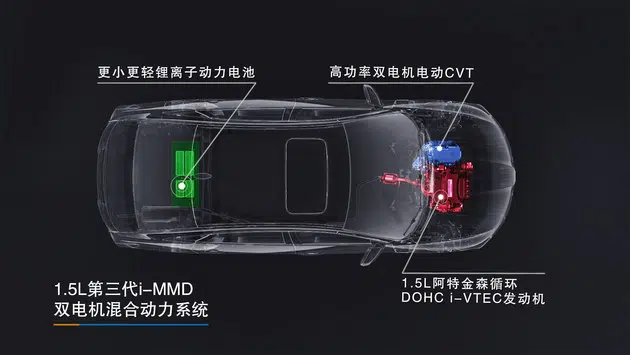 更小更轻锂离子动力电池
高功率双电机电动CVT
1.5L阿特金森循环
DOHC i-VTEC发动机
1.5L第三代i-MMD
双电机混合动力系统